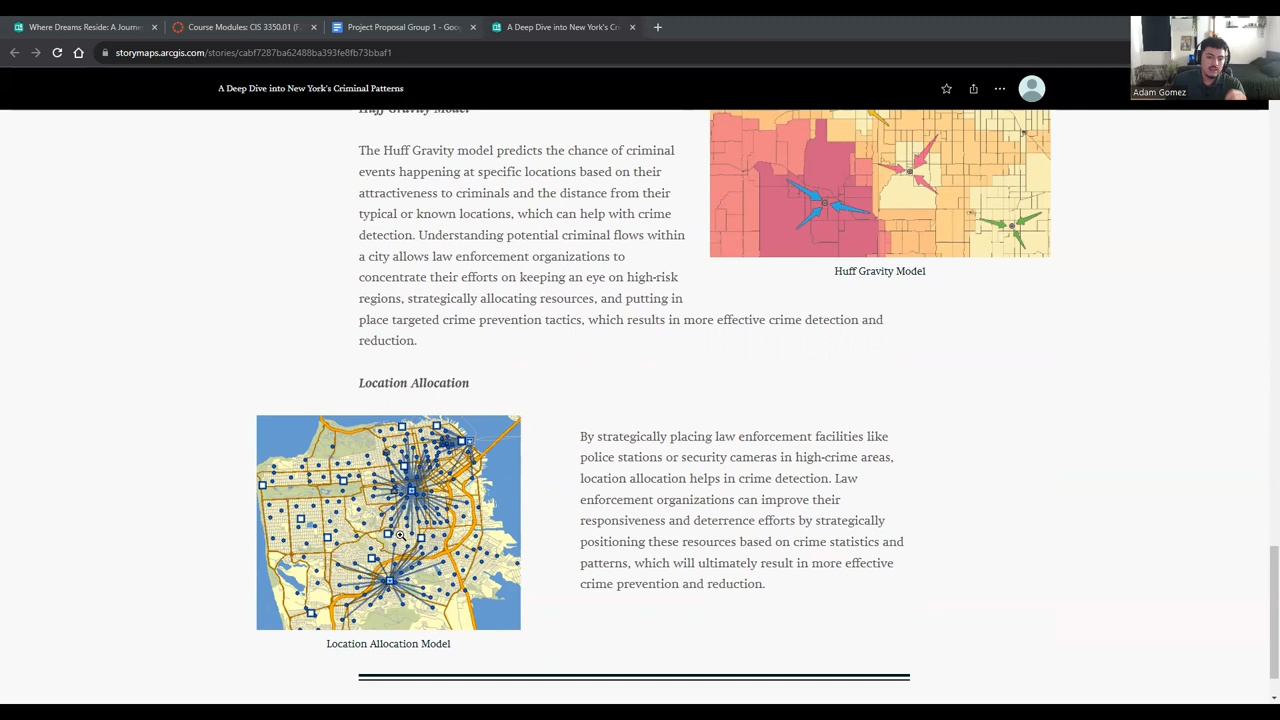 Where Dreams Reside: A Journe
Course Modules: CIS 3350.01 (F
Project Proposal Group 1 - Goo
A Deep Dive into New York's Cr
storymaps.arcgis.com/stories/cabf7287ba62488ba393fe8fb73bbaf1
Adam Gomez
A Deep Dive into New York's Criminal Patterns
Huff Gravity Model
The Huff Gravity model predicts the chance of criminal
events happening at specific locations based on their
attractiveness to criminals and the distance from their
typical or known locations, which can help with crime
detection. Understanding potential criminal flows within
a city allows law enforcement organizations to
concentrate their efforts on keeping an eye on high-risk
regions, strategically allocating resources, and putting in
place targeted crime prevention tactics, which results in more effective crime detection and
reduction.
Huff Gravity Model
Location Allocation
By strategically placing law enforcement facilities like
police stations or security cameras in high-crime areas,
location allocation helps in crime detection. Law
enforcement organizations can improve their
responsiveness and deterrence efforts by strategically
positioning these resources based on crime statistics and
patterns, which will ultimately result in more effective
crime prevention and reduction.
Location Allocation Model